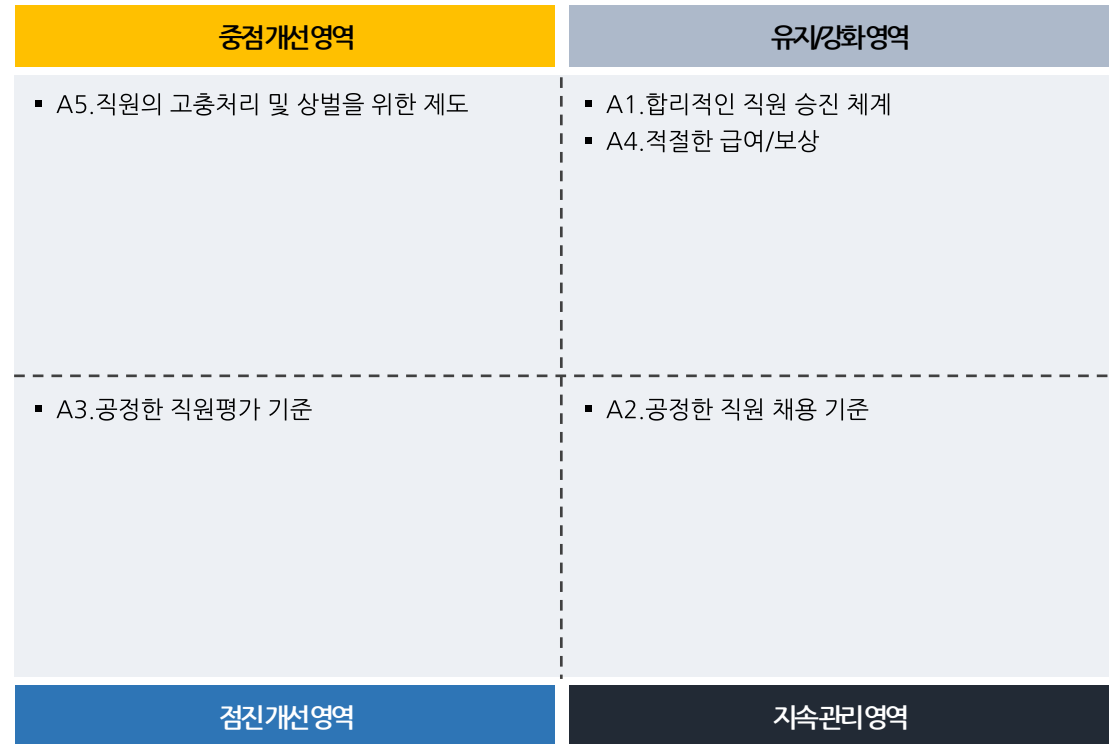 중점개선영역
유지/강화영역
▪ A5.직원의 고충처리 및 상벌을 위한 제도
▪ A1.합리적인 직원 승진 체계
▪ A4.적절한 급여/보상
▪ A3.공정한 직원평가 기준
▪ A2.공정한 직원 채용 기준
점진개선영역
지속관리영역